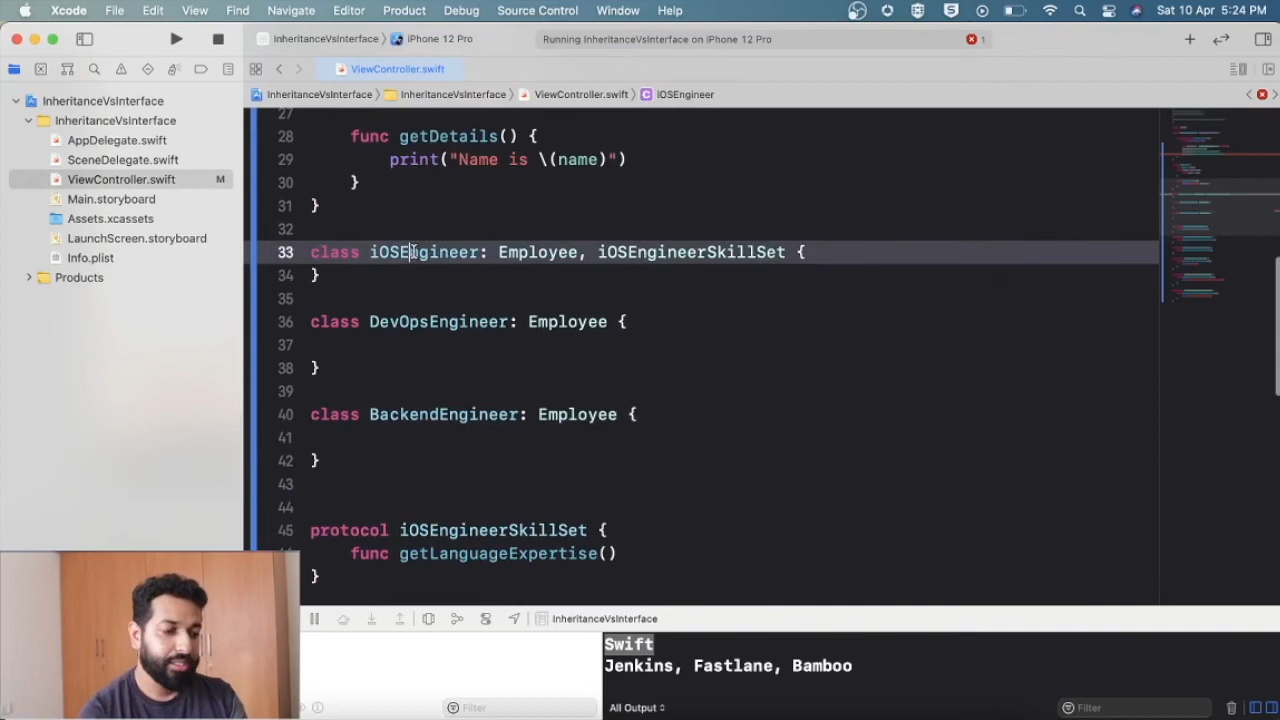 Xcode File Edit View Find Navigate Editor Product Debug Source Control Window Help Sat 10 Apr 5:24 PM
InheritanceVsInterface iPhone 12 Pro Running InheritanceVsInterface on iPhone 12 Pro 1
ViewController.swift
InheritanceVsInterface InheritanceVsInterface ViewController.swift iOSEngineer
InheritanceVsInterface
InheritanceVsInterface
AppDelegate.swift
SceneDelegate.swift
ViewController.swift M
Main.storyboard
Assets.xcassets
LaunchScreen.storyboard
Info.plist
Products
27
28 func getDetails() {
29 print("Name is \(name)")
30 }
31 }
32
33 class iOSEngineer: Employee, iOSEngineerSkillSet {
34 }
35
36 class DevOpsEngineer: Employee {
37
38 }
39
40 class BackendEngineer: Employee {
41
42 }
43
44
45 protocol iOSEngineerSkillSet {
func getLanguageExpertise()
}
InheritanceVsInterface
Swift
Jenkins, Fastlane, Bamboo
Filter
All Output
Filter